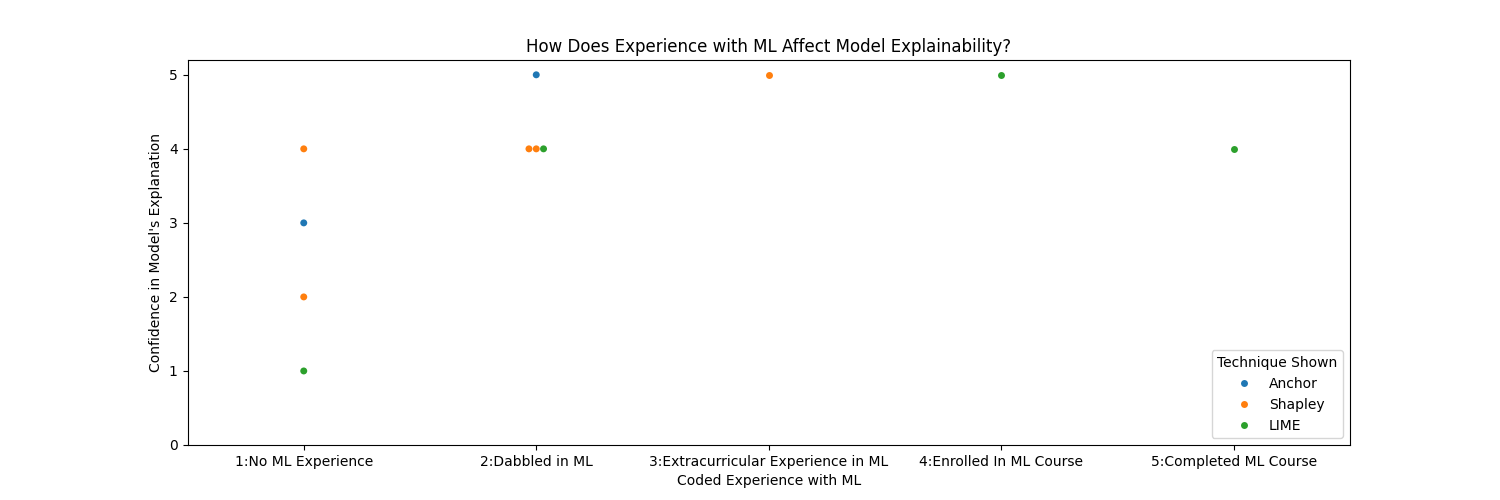 How Does Experience with ML Affect Model Explainability?
Confidence in Model's Explanation
5
4
3
2
1
0
Technique Shown
Anchor
Shapley
LIME
1:No ML Experience 2:Dabbled in ML 3:Extracurricular Experience in ML 4:Enrolled In ML Course 5:Completed ML Course
Coded Experience with ML